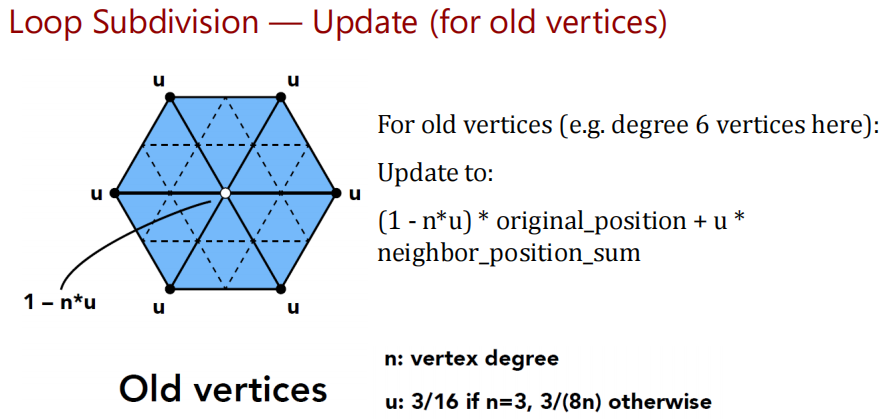 Loop Subdivision — Update (for old vertices)
u u
For old vertices (e.g. degree 6 vertices here):
Update to:
u u
(1 - n*u) * original_position + u *
neighbor_position_sum
1 – n*u
u u
n: vertex degree
Old vertices
u: 3/16 if n=3, 3/(8n) otherwise